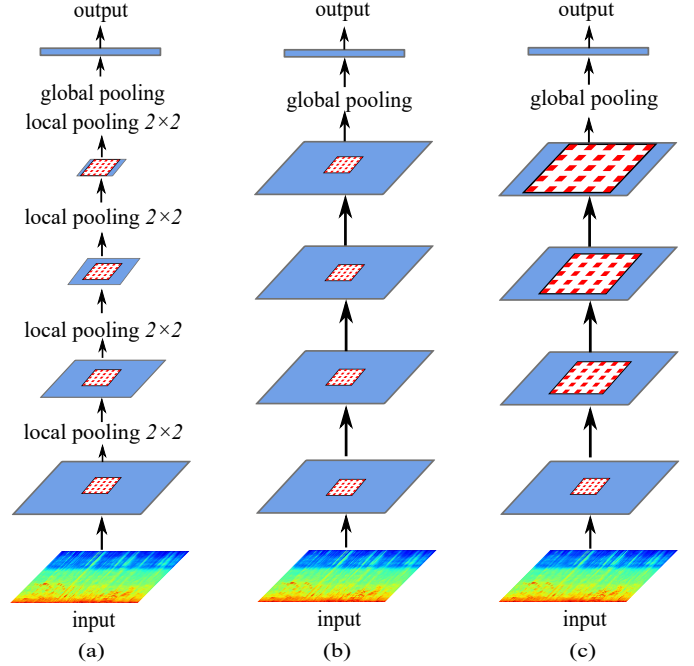 output
global pooling
local pooling 2×2
local pooling 2×2
local pooling 2×2
local pooling 2×2
input
(a)
output
global pooling
input
(b)
output
global pooling
input
(c)